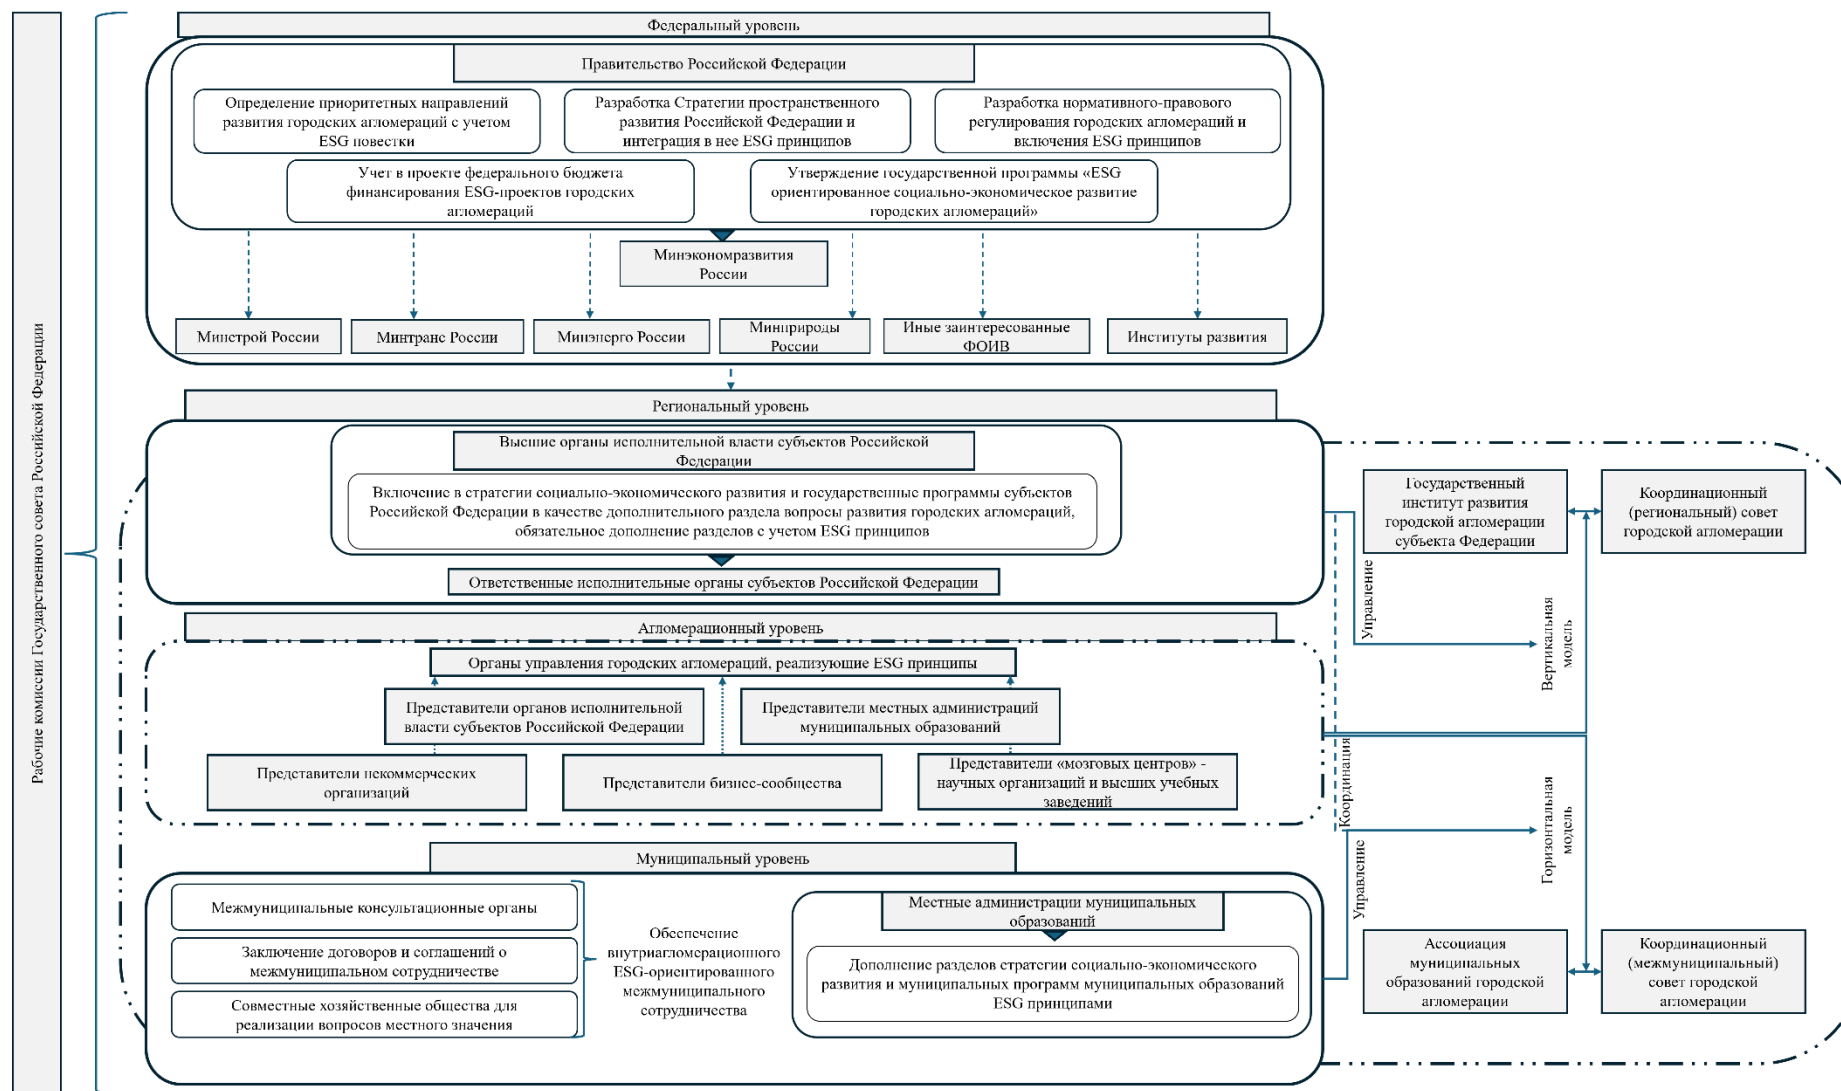 Рабочие комиссии Государственного совета Российской Федерации
Федеральный уровень
Правительство Российской Федерации
Определение приоритетных направлений
развития городских агломераций с учетом
ESG повестки
Разработка Стратегии пространственного
развития Российской Федерации и
интеграция в нее ESG принципов
Разработка нормативного-правового
регулирования городских агломераций и
включения ESG принципов
Учет в проекте федерального бюджета
финансирования ESG-проектов городских
агломераций
Утверждение государственной программы «ESG
ориентированное социально-экономическое развитие
городских агломераций»
Минэкономразвития
России
Минстрой России
Минтранс России
Минэнерго России
Минприроды
России
Иные заинтересованные
ФОИВ
Институты развития
Региональный уровень
Высшие органы исполнительной власти субъектов Российской
Федерации
Включение в стратегии социально-экономического развития и государственные программы субъектов
Российской Федерации в качестве дополнительного раздела вопросы развития городских агломераций,
обязательное дополнение разделов с учетом ESG принципов
Ответственные исполнительные органы субъектов Российской Федерации
Государственный
институт развития
городской агломерации
субъекта Федерации
Координационный
(региональный) совет
городской агломерации
Управление
Вертикальная
модель
Агломерационный уровень
Органы управления городских агломераций, реализующие ESG принципы
Представители органов исполнительной
власти субъектов Российской Федерации
Представители местных администраций
муниципальных образований
Представители некоммерческих
организаций
Представители бизнес-сообщества
Представители «мозговых центров» -
научных организаций и высших учебных
заведений
Координация
Горизонтальная
модель
Управление
Муниципальный уровень
Межмуниципальные консультационные органы
Заключение договоров и соглашений о
межмуниципальном сотрудничестве
Совместные хозяйственные общества для
реализации вопросов местного значения
Обеспечение
внутриагломерационного
ESG-ориентированного
межмуниципального
сотрудничества
Местные администрации муниципальных
образований
Дополнение разделов стратегии социально-экономического
развития и муниципальных программ муниципальных образований
ESG принципами
Ассоциация
муниципальных
образований городской
агломерации
Координационный
(межмуниципальный)
совет городской
агломерации